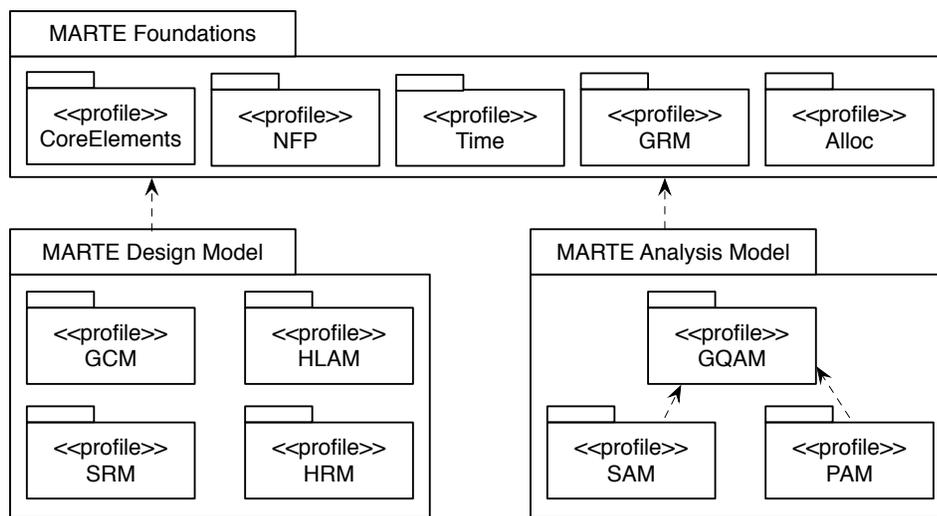 MARTE Foundations
<<profile>>
CoreElements
<<profile>>
NFP
<<profile>>
Time
<<profile>>
GRM
<<profile>>
Alloc
MARTE Design Model
<<profile>>
GCM
<<profile>>
HLAM
<<profile>>
SRM
<<profile>>
HRM
MARTE Analysis Model
<<profile>>
GQAM
<<profile>>
SAM
<<profile>>
PAM